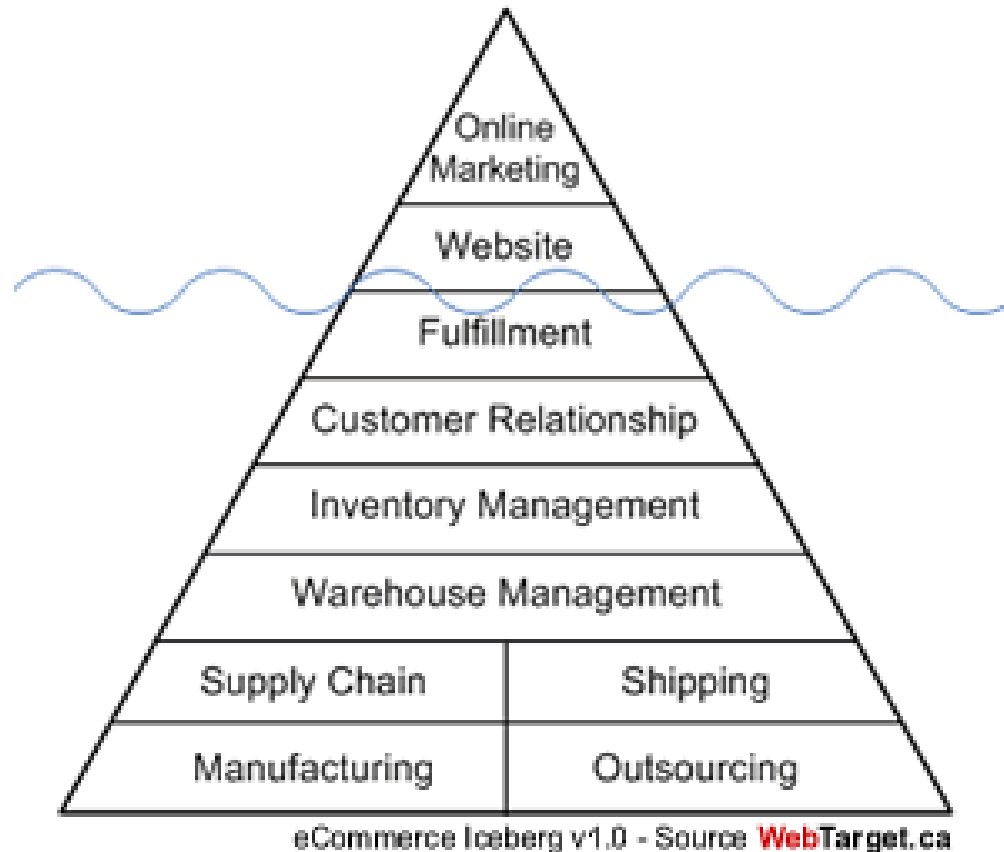 Online
Marketing
Website
Fulfillment
Customer Relationship
Inventory Management
Warehouse Management
Supply Chain Shipping
Manufacturing Outsourcing
eCommerce Iceberg v1.0 - Source WebTarget.ca